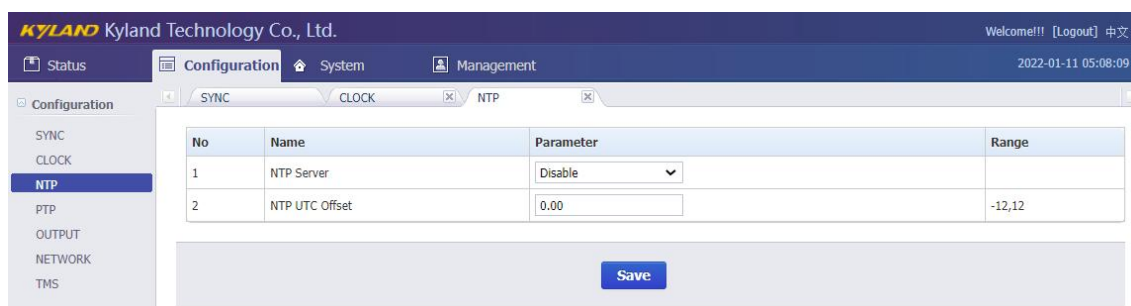 KYLAND Kyland Technology Co., Ltd.
Welcome!!! [Logout] 中文
Status Configuration System Management 2022-01-11 05:08:09
Configuration
SYNC CLOCK NTP
SYNC
CLOCK
NTP
PTP
OUTPUT
NETWORK
TMS
No Name Parameter Range
1 NTP Server Disable
2 NTP UTC Offset 0.00 -12,12
Save